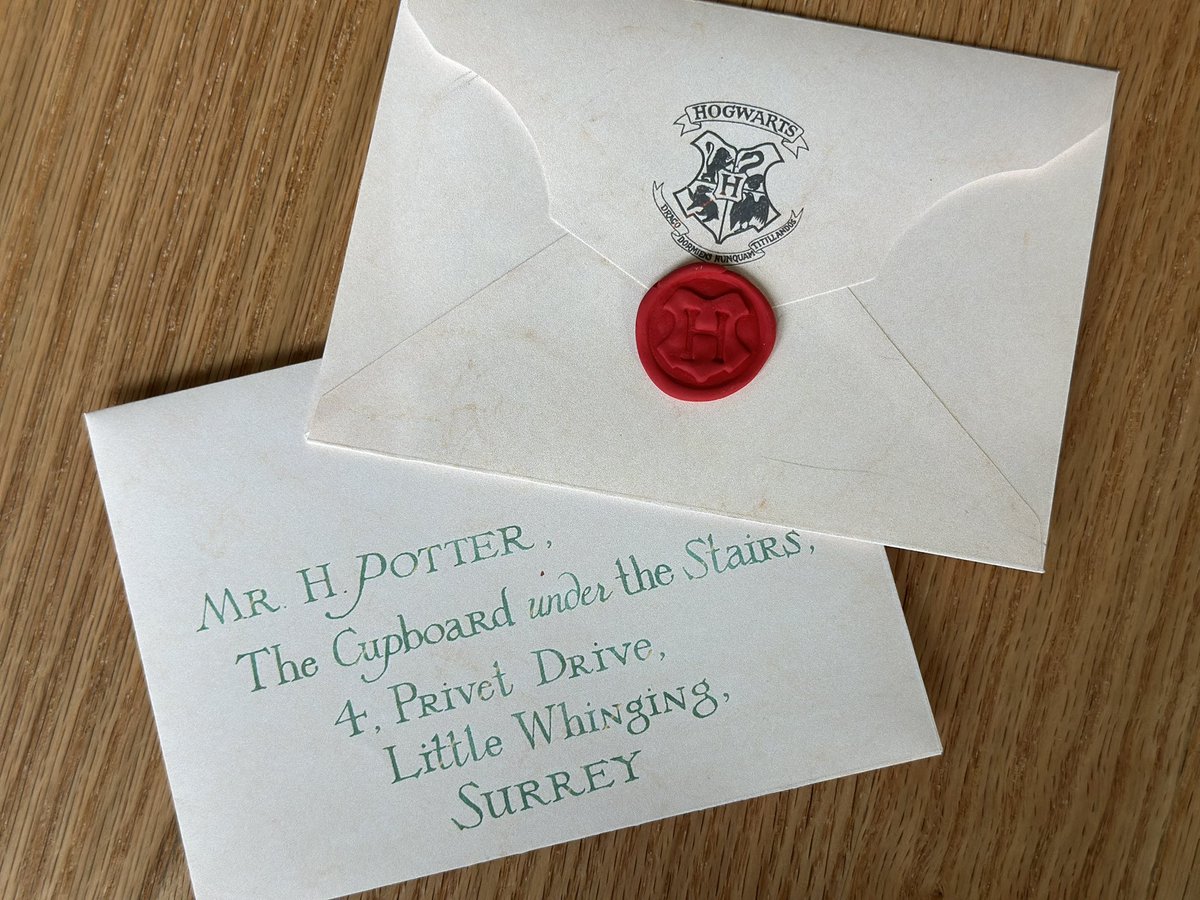 HOGWARTS
H
DRACO DORMIENS NUNQUAM TITILLANDUS
H
MR. H. POTTER,
The Cupboard under the Stairs,
4, Privet Drive,
Little Whinging,
SURREY